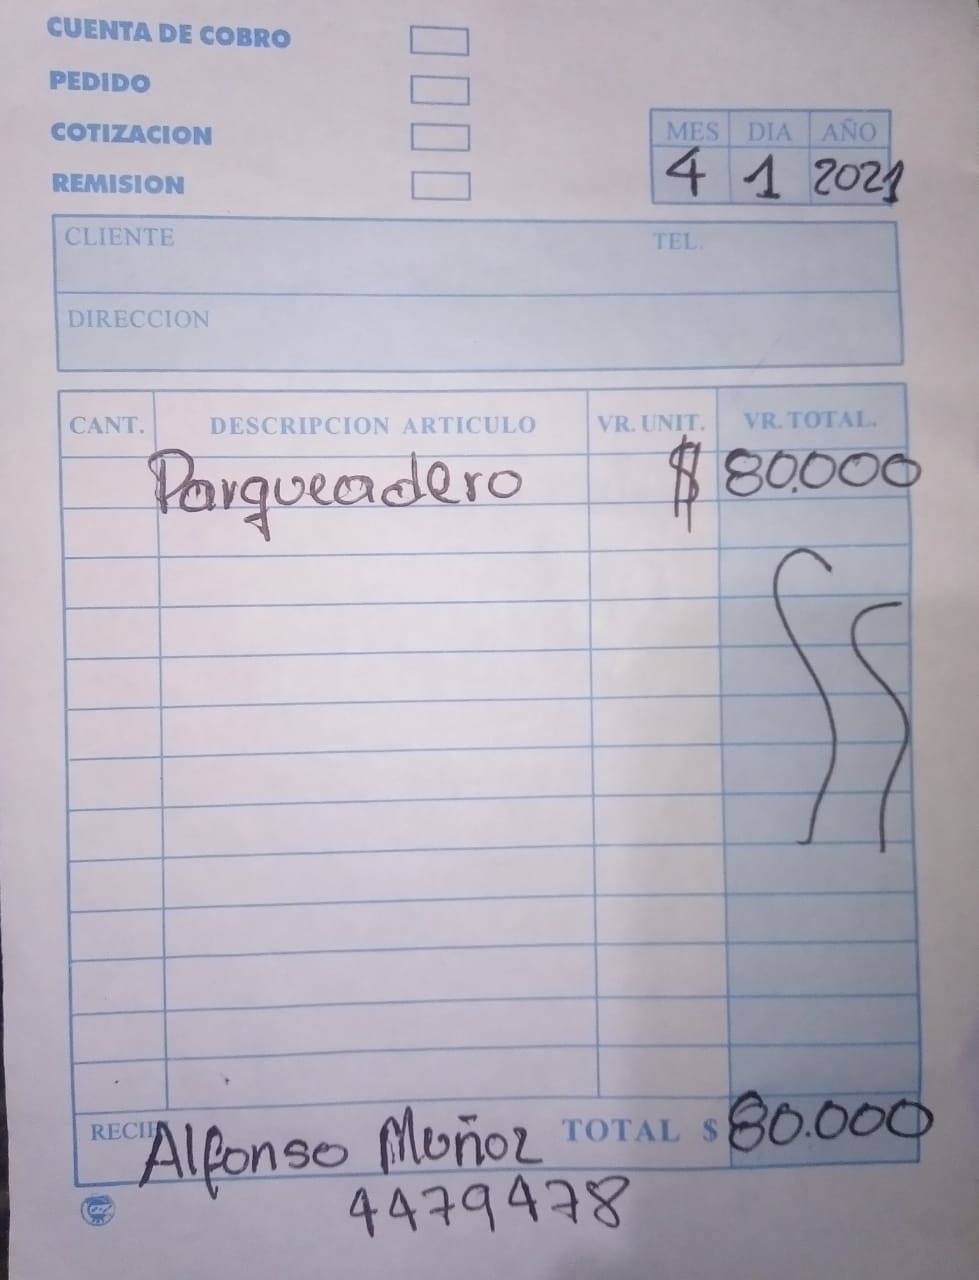 CUENTA DE COBRO
PEDIDO
COTIZACION
REMISION
MES DIA AÑO
4 1 2021
CLIENTE TEL.
DIRECCION
CANT. DESCRIPCION ARTICULO VR. UNIT. VR. TOTAL.
Parqueadero $ 80.000
RECI Alfonso Muñoz TOTAL $ 80.000
4479478